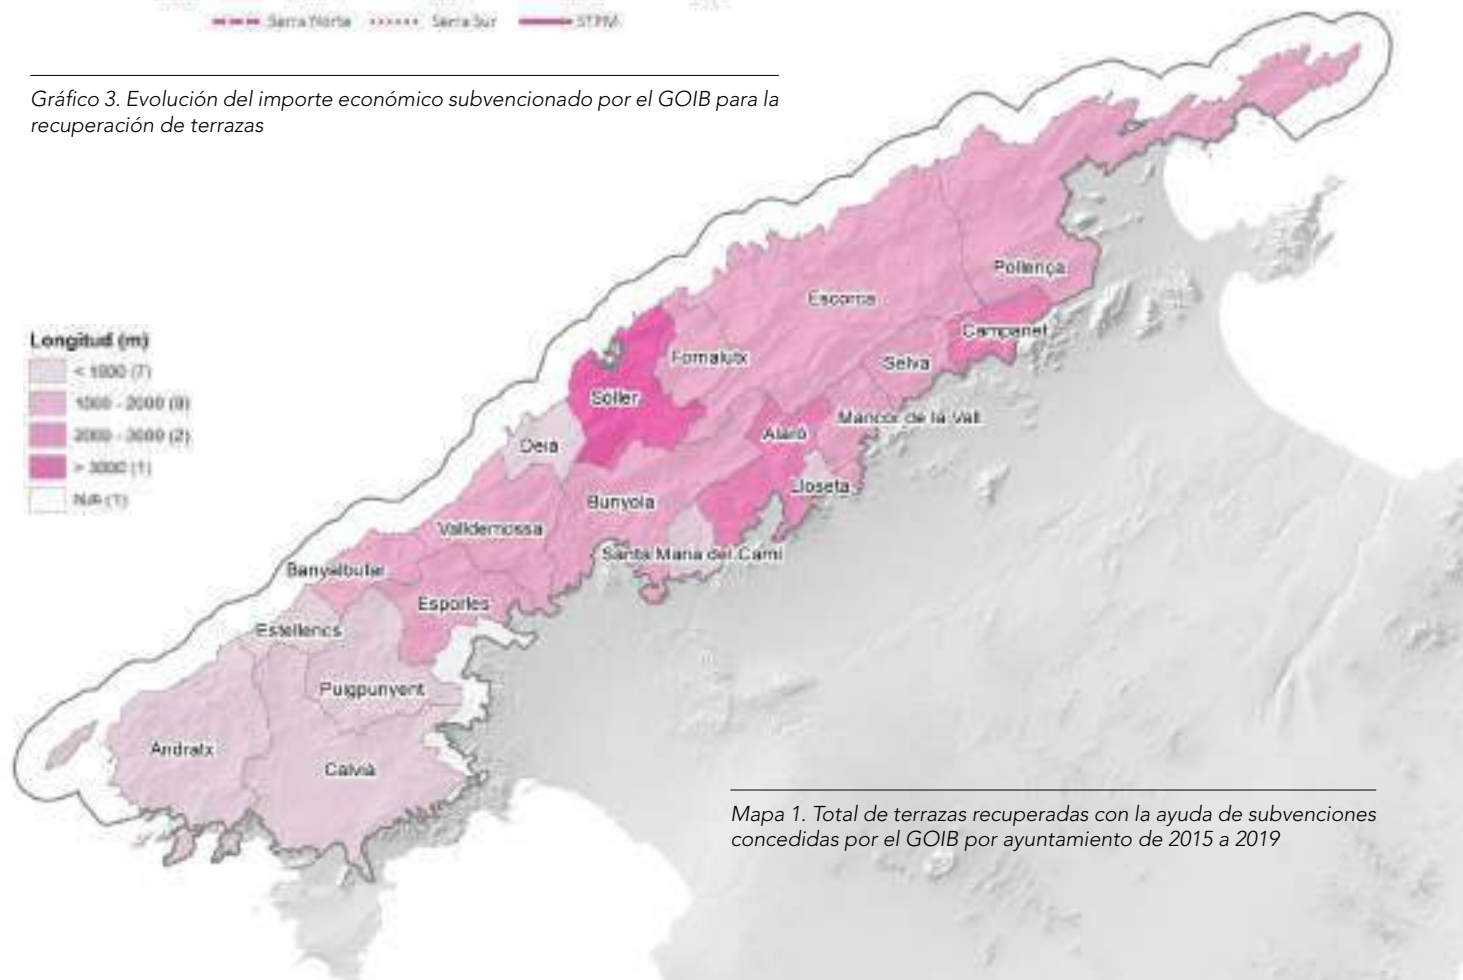 Serra Norte Serra Sur STPM
Gráfico 3. Evolución del importe económico subvencionado por el GOIB para la
recuperación de terrazas
Pollença
Escorca
Campanet
Longitud (m)
< 1000 (7)
1000 - 2000 (8)
2000 - 3000 (2)
> 3000 (1)
N/A (1)
Fornalutx
Selva
Sóller
Mancor de la Vall
Alaró
Deià
Lloseta
Bunyola
Valldemossa
Santa Maria del Camí
Banyalbufar
Esporles
Estellencs
Puigpunyent
Andratx
Calvià
Mapa 1. Total de terrazas recuperadas con la ayuda de subvenciones
concedidas por el GOIB por ayuntamiento de 2015 a 2019